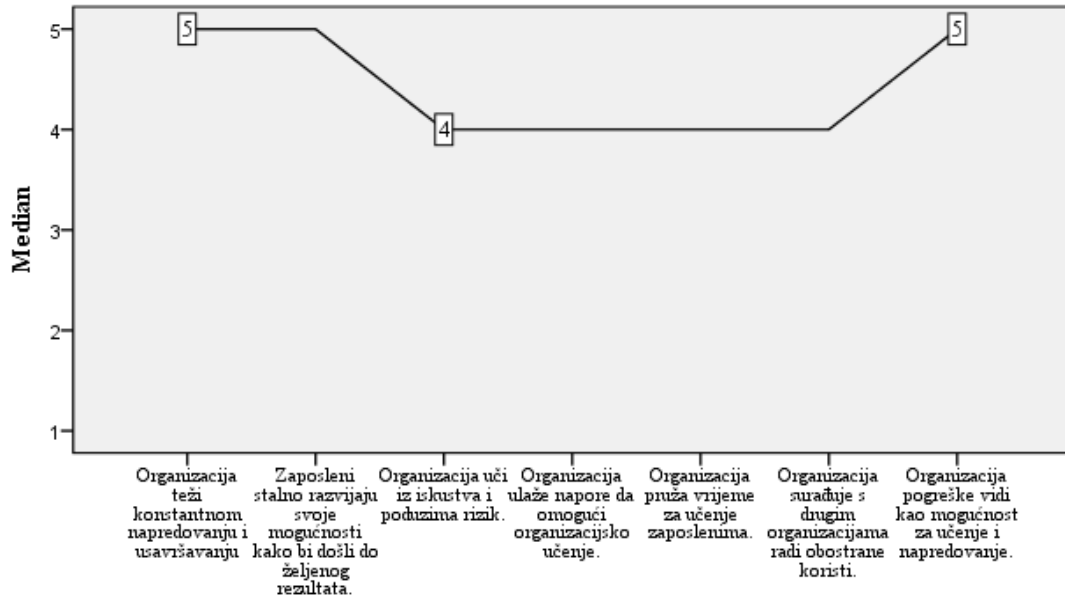 Median
5
4
3
2
1
5
4
5
Organizacija
teži
konstantnom
napredovanju i
usavršavanju
Zaposleni
stalno razvijaju
svoje
mogućnosti
kako bi došli do
željenog
rezultata.
Organizacija uči
iz iskustva i
poduzima rizik.
Organizacija
ulaže napore da
omogući
organizacijsko
učenje.
Organizacija
pruža vrijeme
za učenje
zaposlenima.
Organizacija
surađuje s
drugim
organizacijama
radi obostrane
koristi.
Organizacija
pogreške vidi
kao mogućnost
za učenje i
napredovanje.